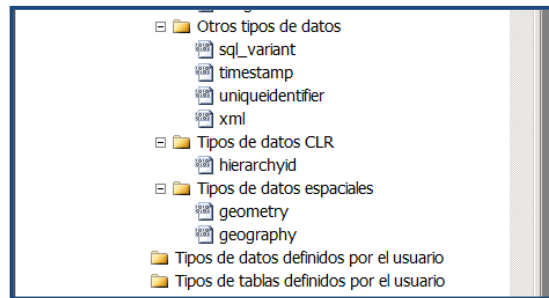 Otros tipos de datos
sql_variant
timestamp
uniqueidentifier
xml
Tipos de datos CLR
hierarchyid
Tipos de datos espaciales
geometry
geography
Tipos de datos definidos por el usuario
Tipos de tablas definidos por el usuario